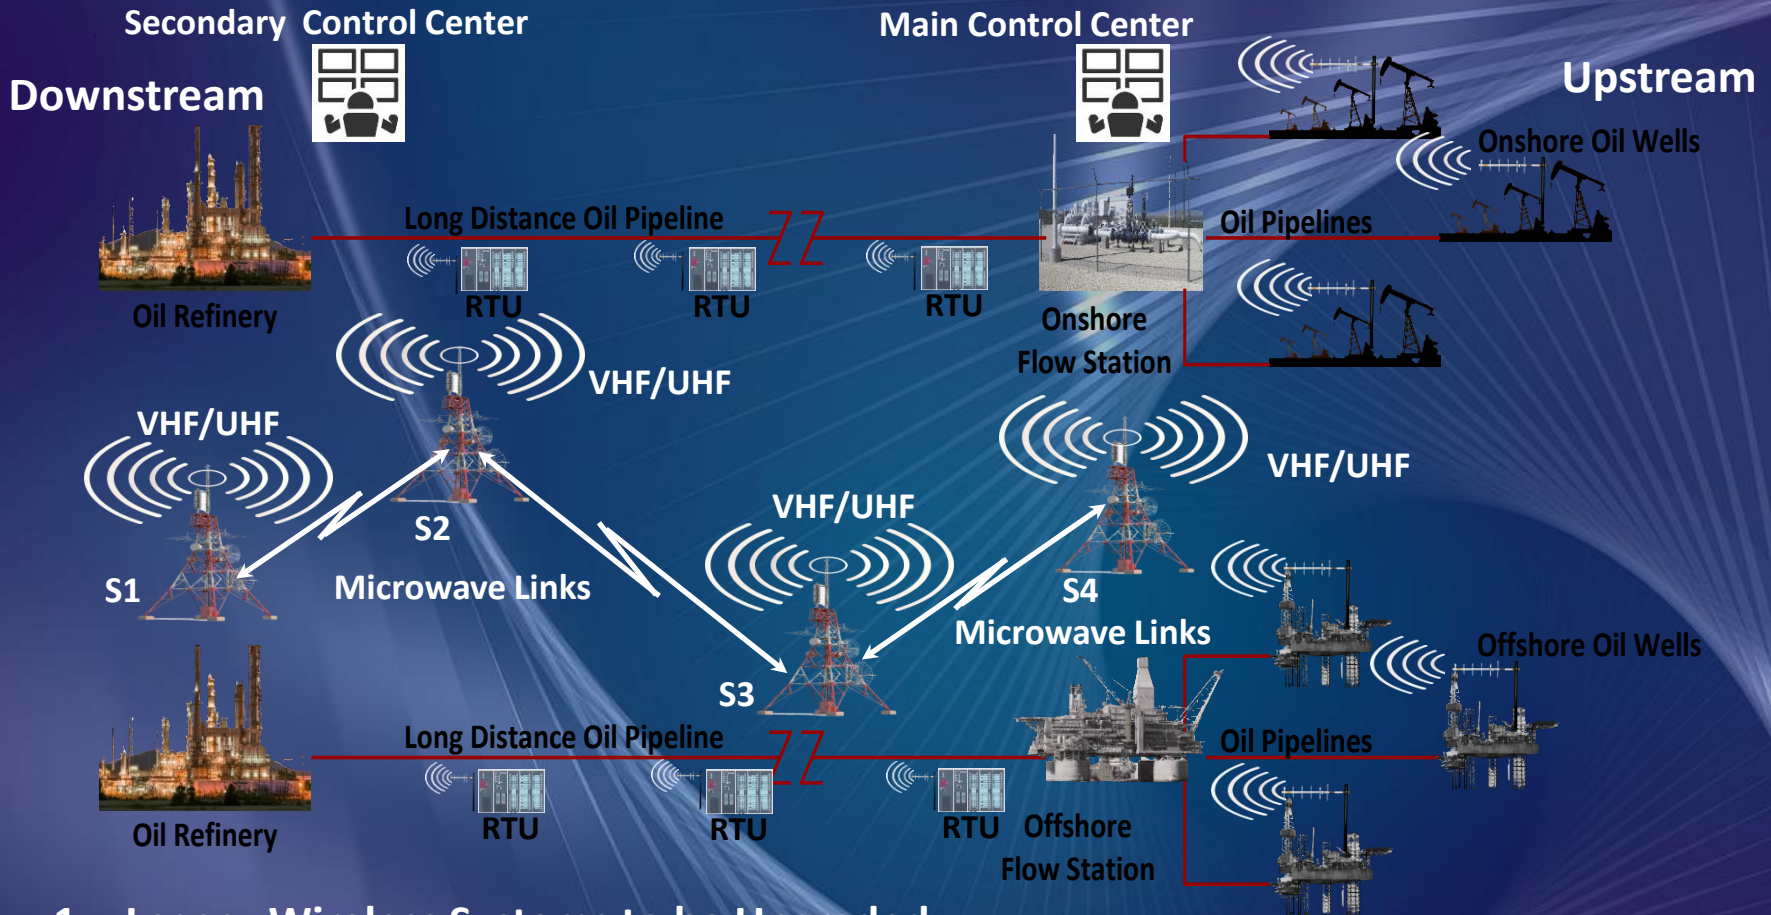 Secondary Control Center
Main Control Center
Downstream
Upstream
Onshore Oil Wells
Long Distance Oil Pipeline
Oil Pipelines
RTU
RTU
RTU
Oil Refinery
Onshore
Flow Station
VHF/UHF
VHF/UHF
VHF/UHF
VHF/UHF
S2
S1
Microwave Links
S4
Microwave Links
S3
Offshore Oil Wells
Long Distance Oil Pipeline
Oil Pipelines
RTU
RTU
RTU
Oil Refinery
Offshore
Flow Station